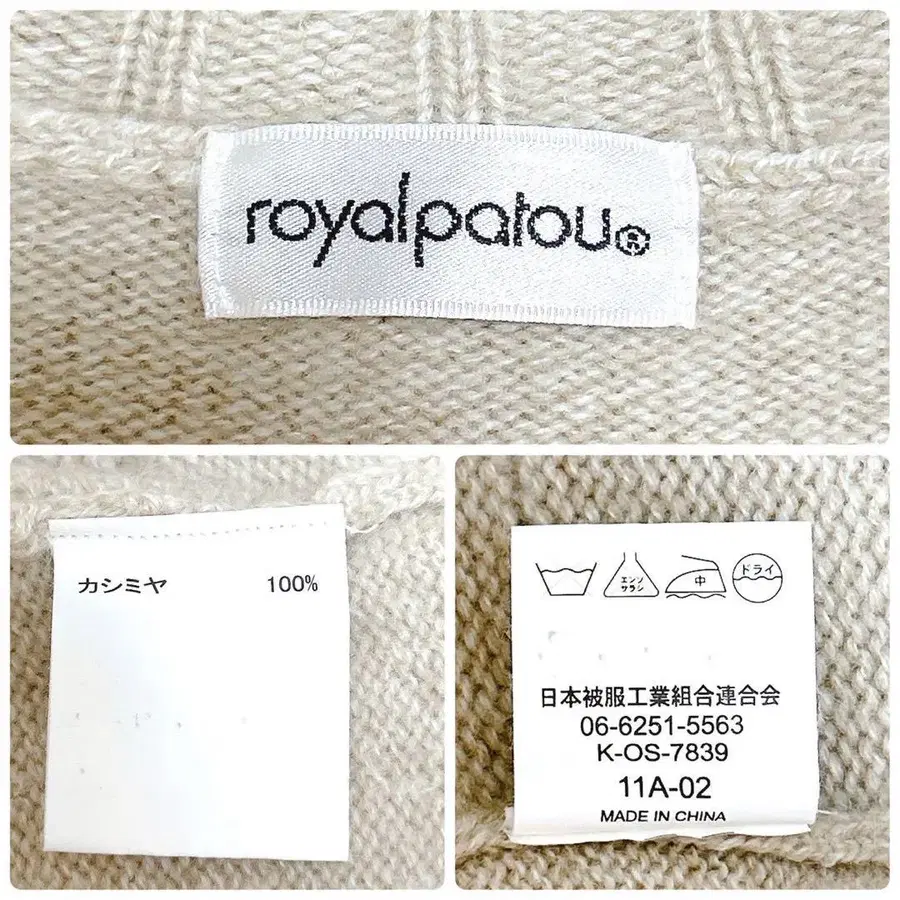 royalpatou®
カシミヤ 100%
エンソ
サラシ
中
ドライ
日本被服工業組合連合会
06-6251-5563
K-OS-7839
11A-02
MADE IN CHINA